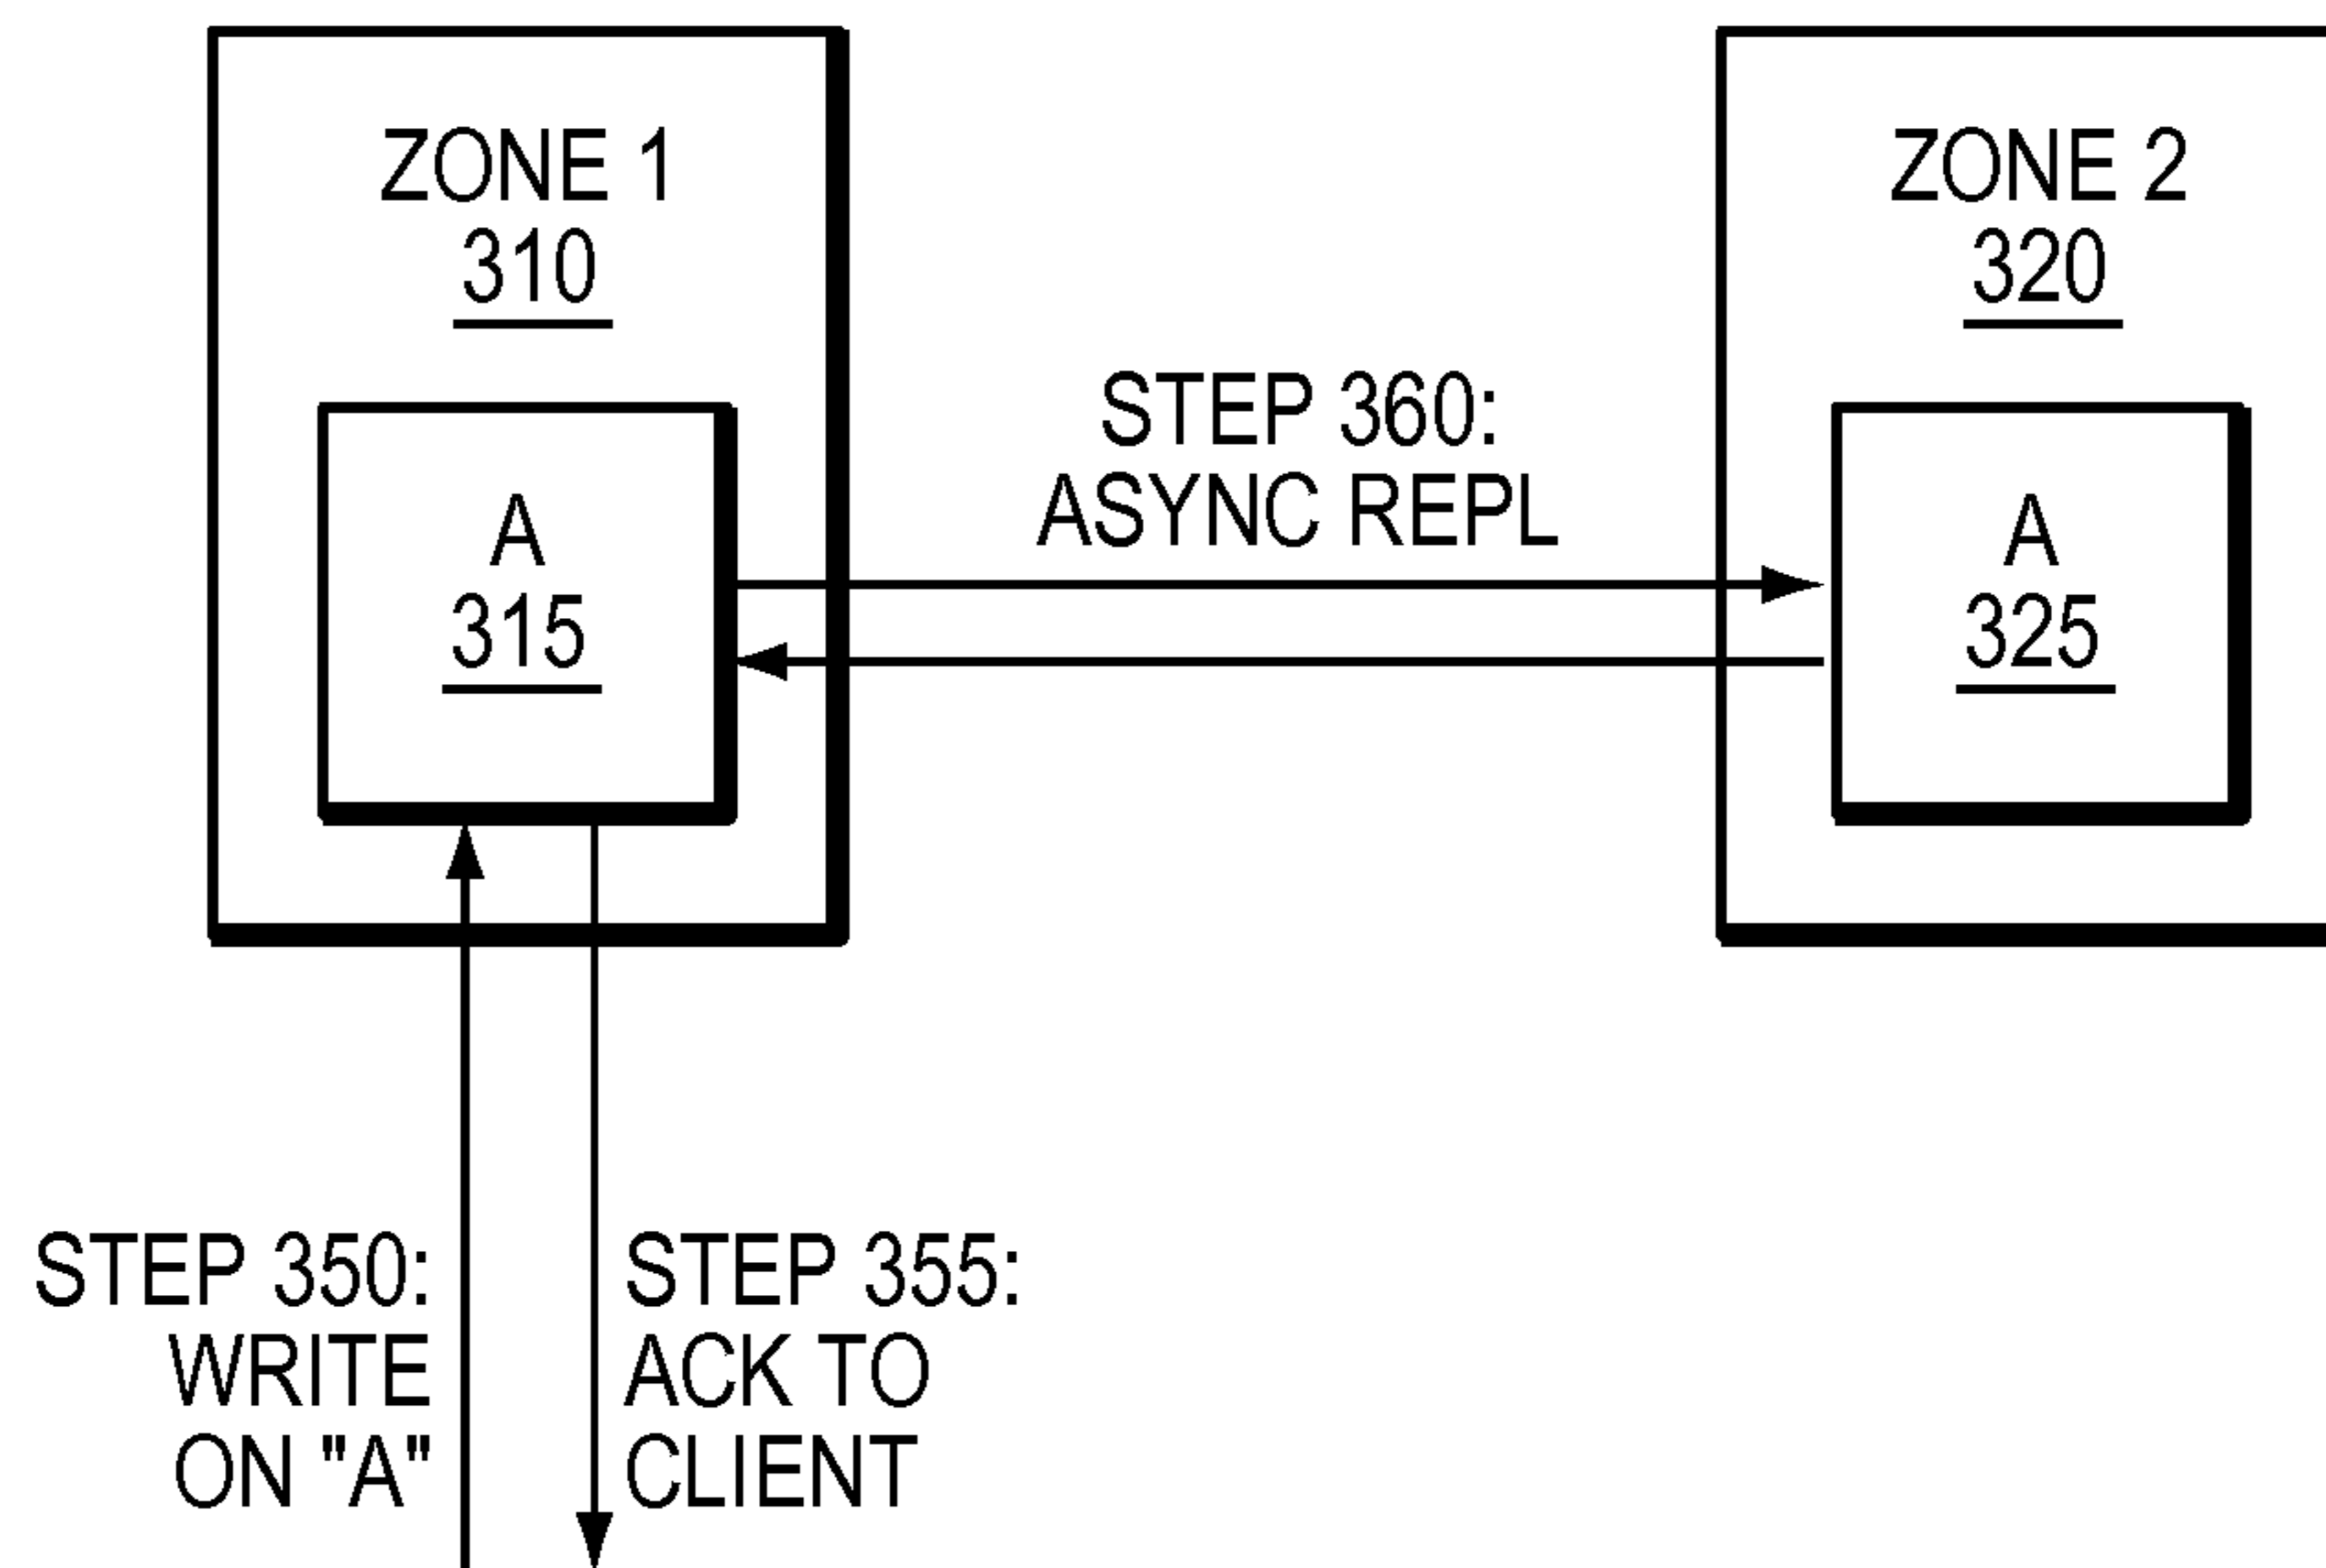 ZONE 1
310
ZONE 2
320
STEP 360:
ASYNC REPL
A
315
A
325
STEP 350:
WRITE
ON "A"
STEP 355:
ACK TO
CLIENT